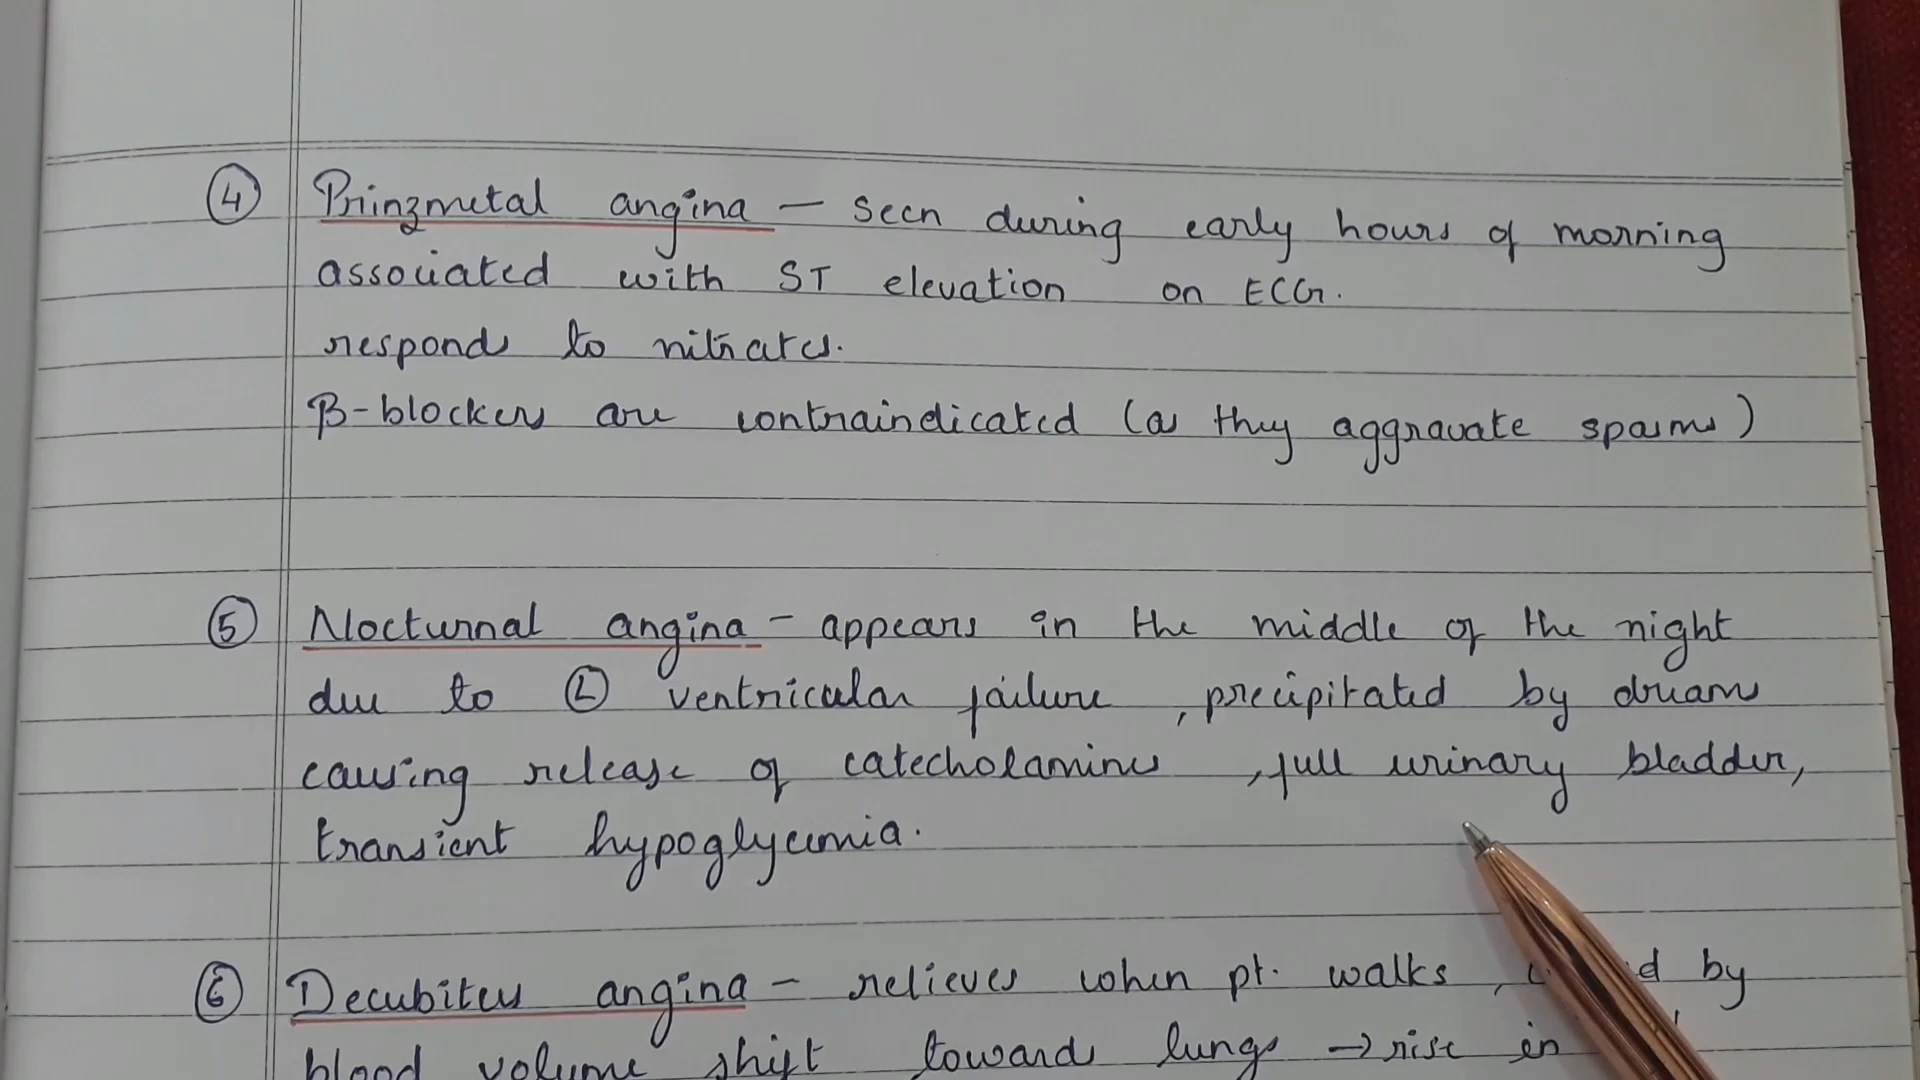 ④ Prinzmetal angina – seen during early hours of morning
associated with ST elevation on ECG.
respond to nitrates.
β-blockers are contraindicated (as they aggravate spasms)
⑤ Nocturnal angina – appears in the middle of the night
due to Ⓛ ventricular failure, precipitated by dreams
causing release of catecholamines, full urinary bladder,
transient hypoglycemia.
⑥ Decubitus angina – relieves when pt. walks, by
blood volume shift toward lungs → rise in